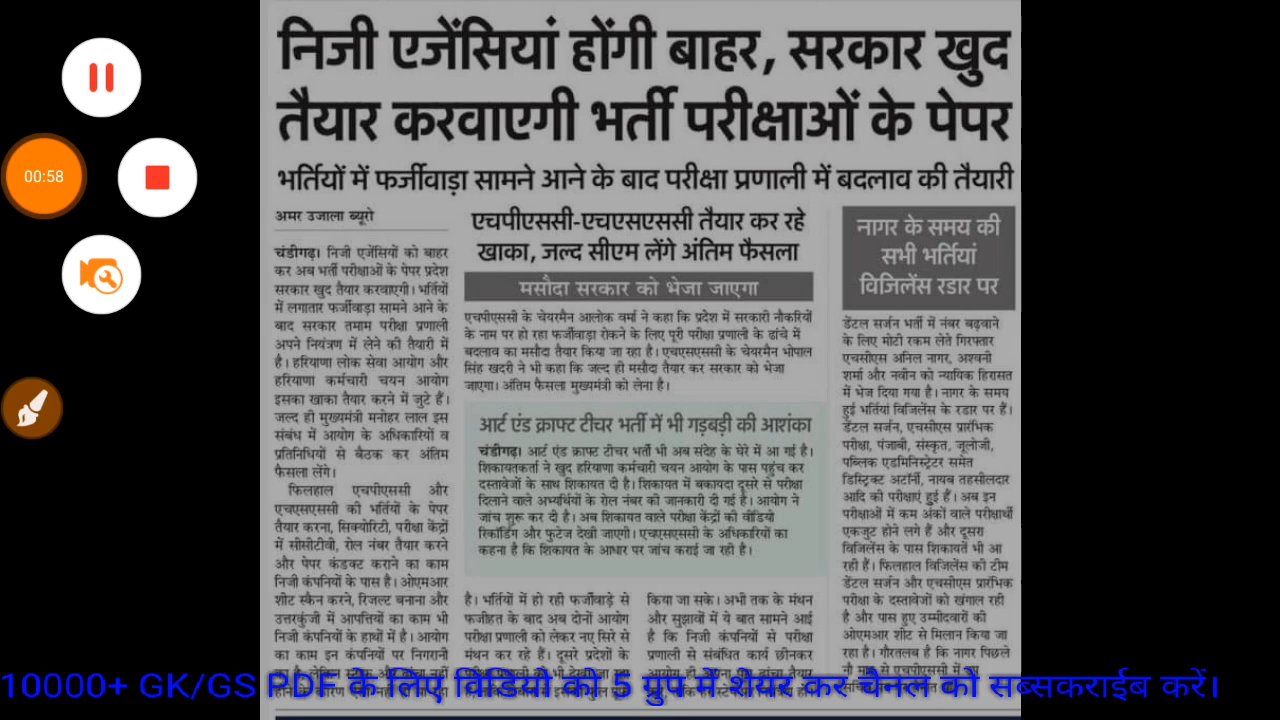 निजी एजेंसियां होंगी बाहर, सरकार खुद
तैयार करवाएगी भर्ती परीक्षाओं के पेपर
भर्तियों में फर्जीवाड़ा सामने आने के बाद परीक्षा प्रणाली में बदलाव की तैयारी
00:58
अमर उजाला ब्यूरो
चंडीगढ़। निजी एजेंसियों को बाहर
कर अब भर्ती परीक्षाओं के पेपर प्रदेश
सरकार खुद तैयार करवाएगी। भर्तियों
में लगातार फर्जीवाड़ा सामने आने के
बाद सरकार तमाम परीक्षा प्रणाली
अपने नियंत्रण में लेने की तैयारी में
है। हरियाणा लोक सेवा आयोग और
हरियाणा कर्मचारी चयन आयोग
इसका खाका तैयार करने में जुटे हैं।
जल्द ही मुख्यमंत्री मनोहर लाल इस
संबंध में आयोग के अधिकारियों व
प्रतिनिधियों से बैठक कर अंतिम
फैसला लेंगे।
फिलहाल एचपीएससी और
एचएसएससी की भर्तियों के पेपर
तैयार करना, सिक्योरिटी, परीक्षा केंद्रों
में सीसीटीवी, रोल नंबर तैयार करने
और पेपर कंडक्ट कराने का काम
निजी कंपनियों के पास है। ओएमआर
शीट स्कैन करने, रिजल्ट बनाना और
उत्तरकुंजी में आपत्तियों का काम भी
निजी कंपनियों के हाथों में है। आयोग
का काम इन कंपनियों पर निगरानी
एचपीएससी-एचएसएससी तैयार कर रहे
खाका, जल्द सीएम लेंगे अंतिम फैसला
मसौदा सरकार को भेजा जाएगा
एचपीएससी के चेयरमैन आलोक वर्मा ने कहा कि प्रदेश में सरकारी नौकरियों
के नाम पर हो रहा फर्जीवाड़ा रोकने के लिए पूरी परीक्षा प्रणाली के ढांचे में
बदलाव का मसौदा तैयार किया जा रहा है। एचएसएससी के चेयरमैन भोपाल
सिंह खदरी ने भी कहा कि जल्द ही मसौदा तैयार कर सरकार को भेजा
जाएगा। अंतिम फैसला मुख्यमंत्री को लेना है।
आर्ट एंड क्राफ्ट टीचर भर्ती में भी गड़बड़ी की आशंका
चंडीगढ़। आर्ट एंड क्राफ्ट टीचर भर्ती भी अब संदेह के घेरे में आ गई है।
शिकायतकर्ता ने खुद हरियाणा कर्मचारी चयन आयोग के पास पहुंच कर
दस्तावेजों के साथ शिकायत दी है। शिकायत में बकायदा दूसरे से परीक्षा
दिलाने वाले अभ्यर्थियों के रोल नंबर की जानकारी दी गई है। आयोग ने
जांच शुरू कर दी है। अब शिकायत वाले परीक्षा केंद्रों की वीडियो
रिकॉर्डिंग और फुटेज देखी जाएगी। एचएसएससी के अधिकारियों का
कहना है कि शिकायत के आधार पर जांच कराई जा रही है।
है। भर्तियों में हो रही फर्जीवाड़े से
फजीहत के बाद अब दोनों आयोग
परीक्षा प्रणाली को लेकर नए सिरे से
मंथन कर रहे हैं। दूसरे प्रदेशों के
किया जा सके। अभी तक के मंथन
और सुझावों में ये बात सामने आई
है कि निजी कंपनियों से परीक्षा
प्रणाली से संबंधित कार्य छीनकर
नागर के समय की
सभी भर्तियां
विजिलेंस रडार पर
डेंटल सर्जन भर्ती में नंबर बढ़वाने
के लिए मोटी रकम लेते गिरफ्तार
एचसीएस अनिल नागर, अश्वनी
शर्मा और नवीन को न्यायिक हिरासत
में भेज दिया गया है। नागर के समय
हुई भर्तियां विजिलेंस के रडार पर हैं।
डेंटल सर्जन, एचसीएस प्रारंभिक
परीक्षा, पंजाबी, संस्कृत, जूलोजी,
पब्लिक एडमिनिस्ट्रेटर समेत
डिस्ट्रिक्ट अटॉर्नी, नायब तहसीलदार
आदि की परीक्षाएं हुई हैं। अब इन
परीक्षाओं में कम अंकों वाले परीक्षार्थी
एकजुट होने लगे हैं और दूसरा
विजिलेंस के पास शिकायतें भी आ
रही हैं। फिलहाल विजिलेंस की टीम
डेंटल सर्जन और एचसीएस प्रारंभिक
परीक्षा के दस्तावेजों को खंगाल रही
है और पास हुए उम्मीदवारों की
ओएमआर शीट से मिलान किया जा
रहा है। गौरतलब है कि नागर पिछले
10000+ GK/GS PDF के लिए विडियो को 5 ग्रुप में शेयर कर चैनल को सब्सकराईब करें।